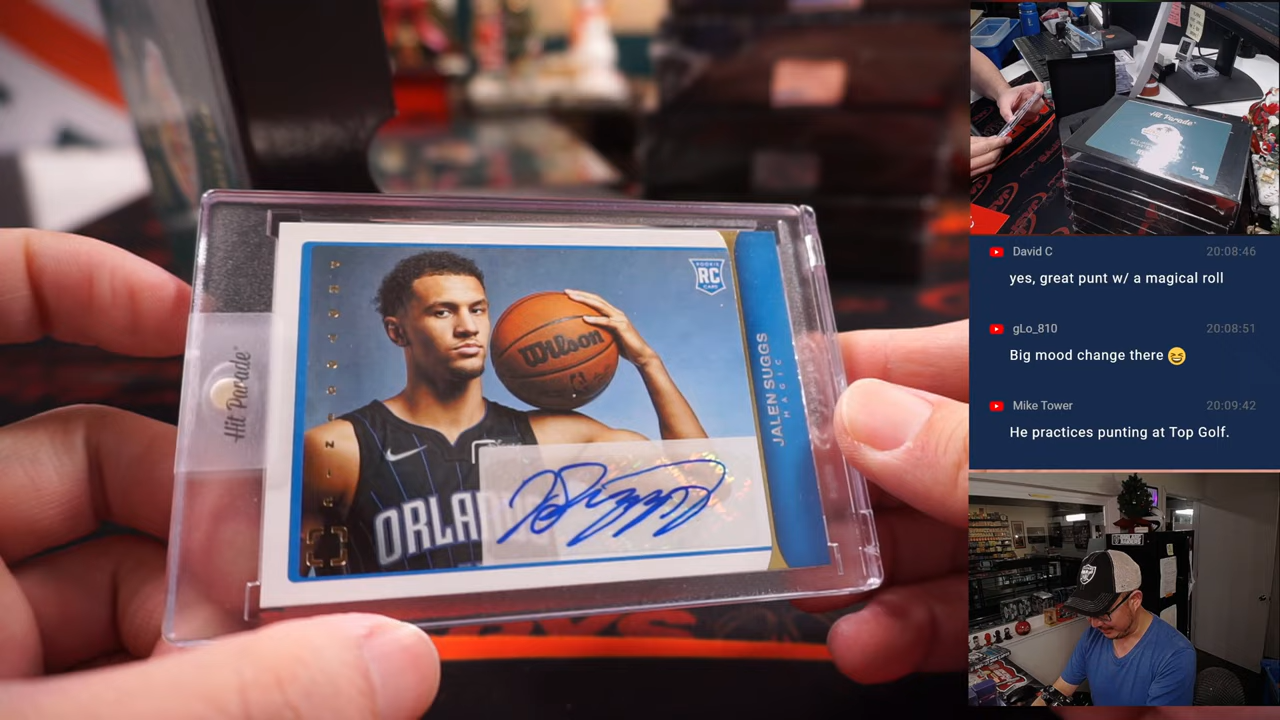 Hit Parade®
ROOKIE
RC
CARD
Wilson
JALEN SUGGS
MAGIC
ORLA
Hit Parade
David C 20:08:46
yes, great punt w/ a magical roll
gLo_810 20:08:51
Big mood change there 😆
Mike Tower 20:09:42
He practices punting at Top Golf.